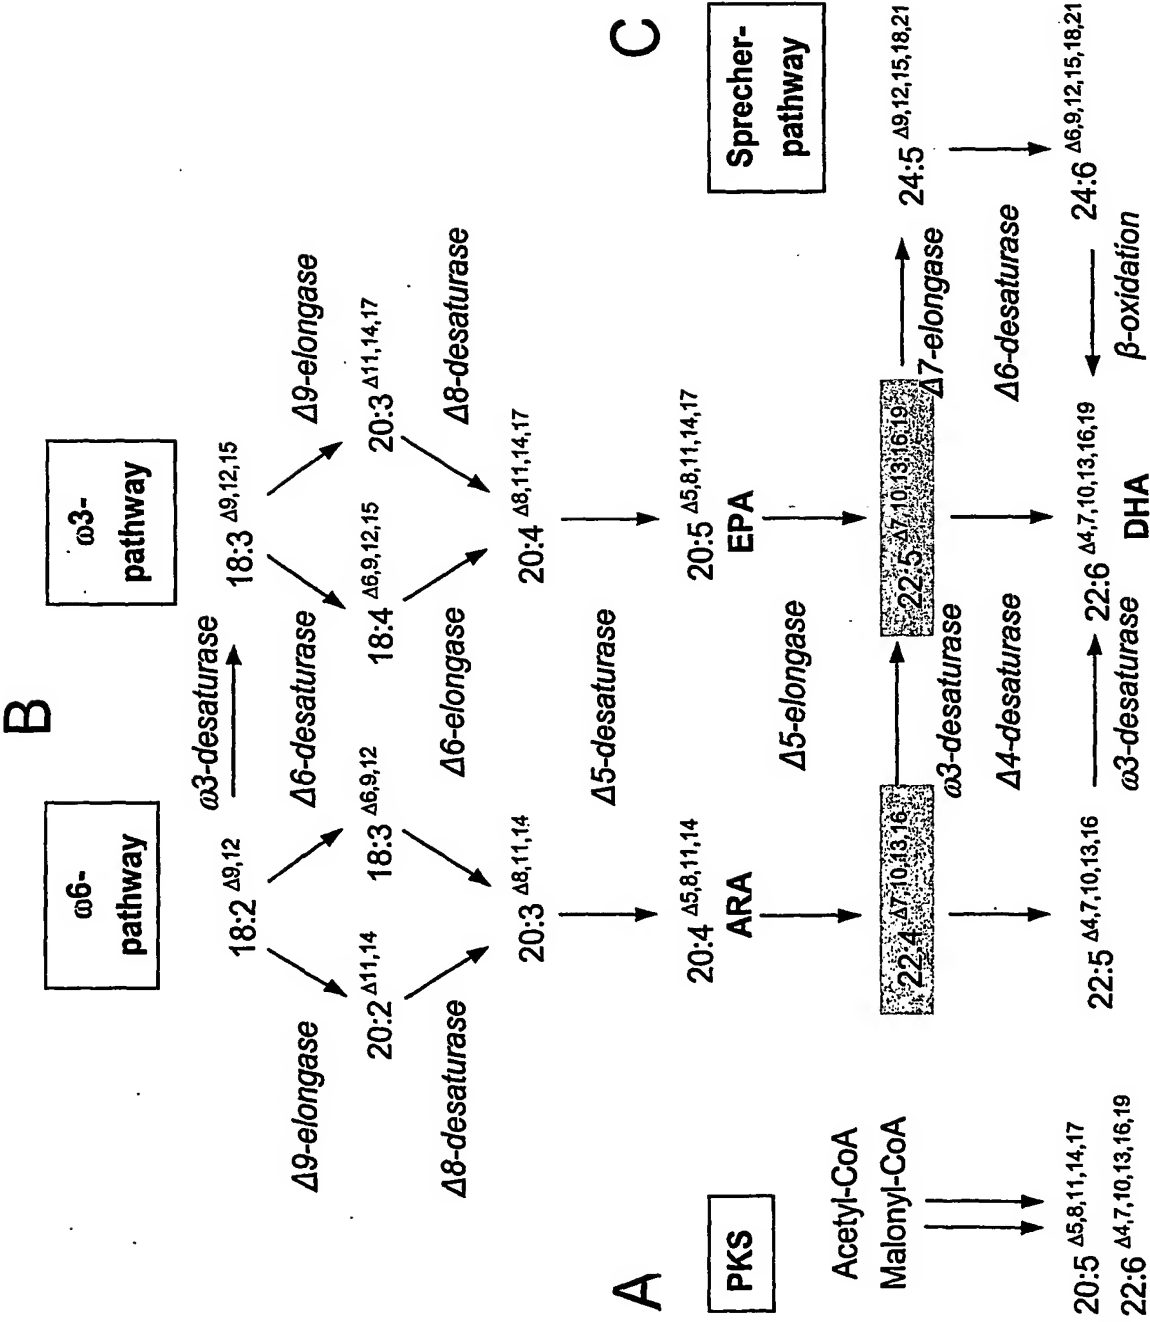 B
ω6-
pathway
ω3-
pathway
18:2 Δ9,12
ω3-desaturase
18:3 Δ9,12,15
Δ9-elongase
Δ6-desaturase
Δ9-elongase
20:2 Δ11,14
18:3 Δ6,9,12
18:4 Δ6,9,12,15
20:3 Δ11,14,17
Δ8-desaturase
Δ6-elongase
Δ8-desaturase
20:3 Δ8,11,14
20:4 Δ8,11,14,17
Δ5-desaturase
A
C
PKS
20:4 Δ5,8,11,14
ARA
20:5 Δ5,8,11,14,17
EPA
Sprecher-
pathway
Δ5-elongase
Acetyl-CoA
Malonyl-CoA
22:4 Δ7,10,13,16
ω3-desaturase
22:5 Δ7,10,13,16,19
Δ7-elongase
24:5 Δ9,12,15,18,21
Δ4-desaturase
Δ6-desaturase
20:5 Δ5,8,11,14,17
22:6 Δ4,7,10,13,16,19
22:5 Δ4,7,10,13,16
ω3-desaturase
22:6 Δ4,7,10,13,16,19
DHA
β-oxidation
24:6 Δ6,9,12,15,18,21